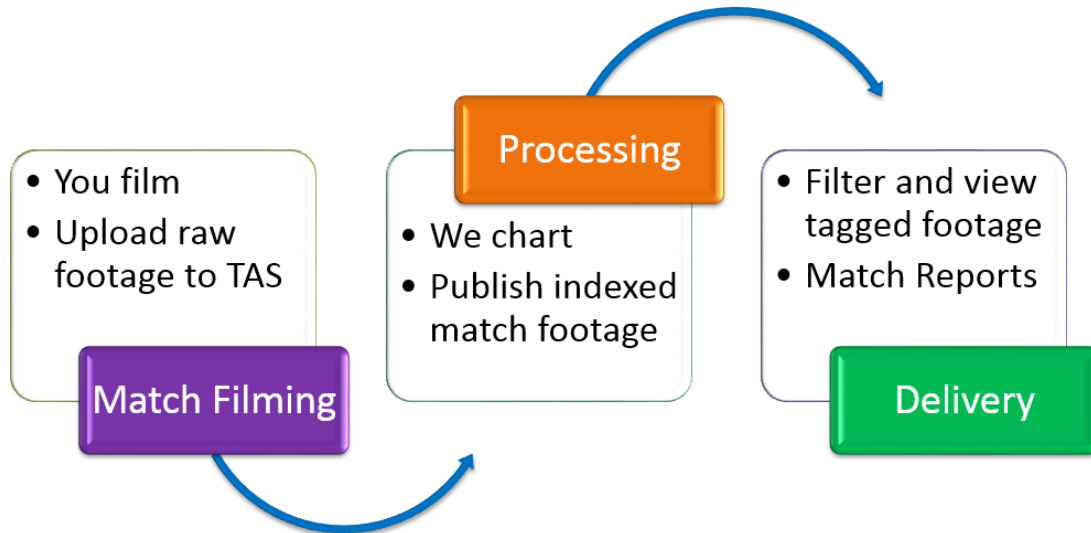 • You film
• Upload raw
footage to TAS
Match Filming
Processing
• We chart
• Publish indexed
match footage
• Filter and view
tagged footage
• Match Reports
Delivery